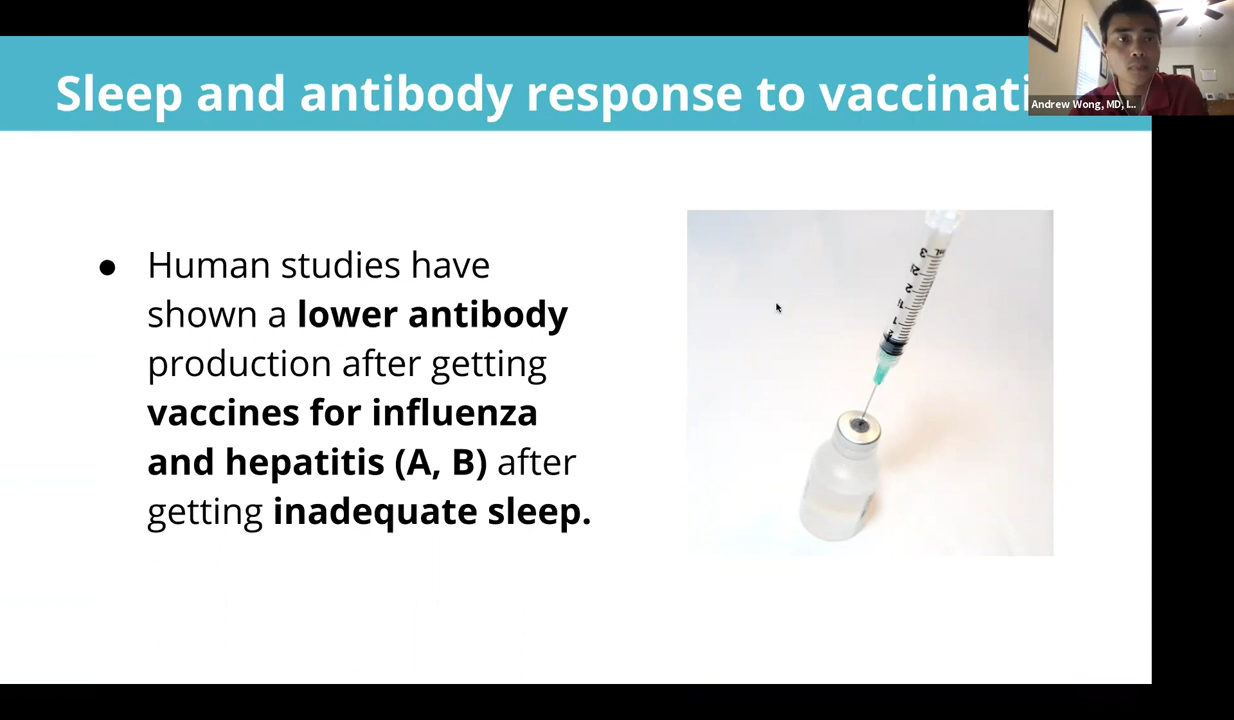 Sleep and antibody response to vaccinati
Andrew Wong, MD, L..
● Human studies have
shown a lower antibody
production after getting
vaccines for influenza
and hepatitis (A, B) after
getting inadequate sleep.